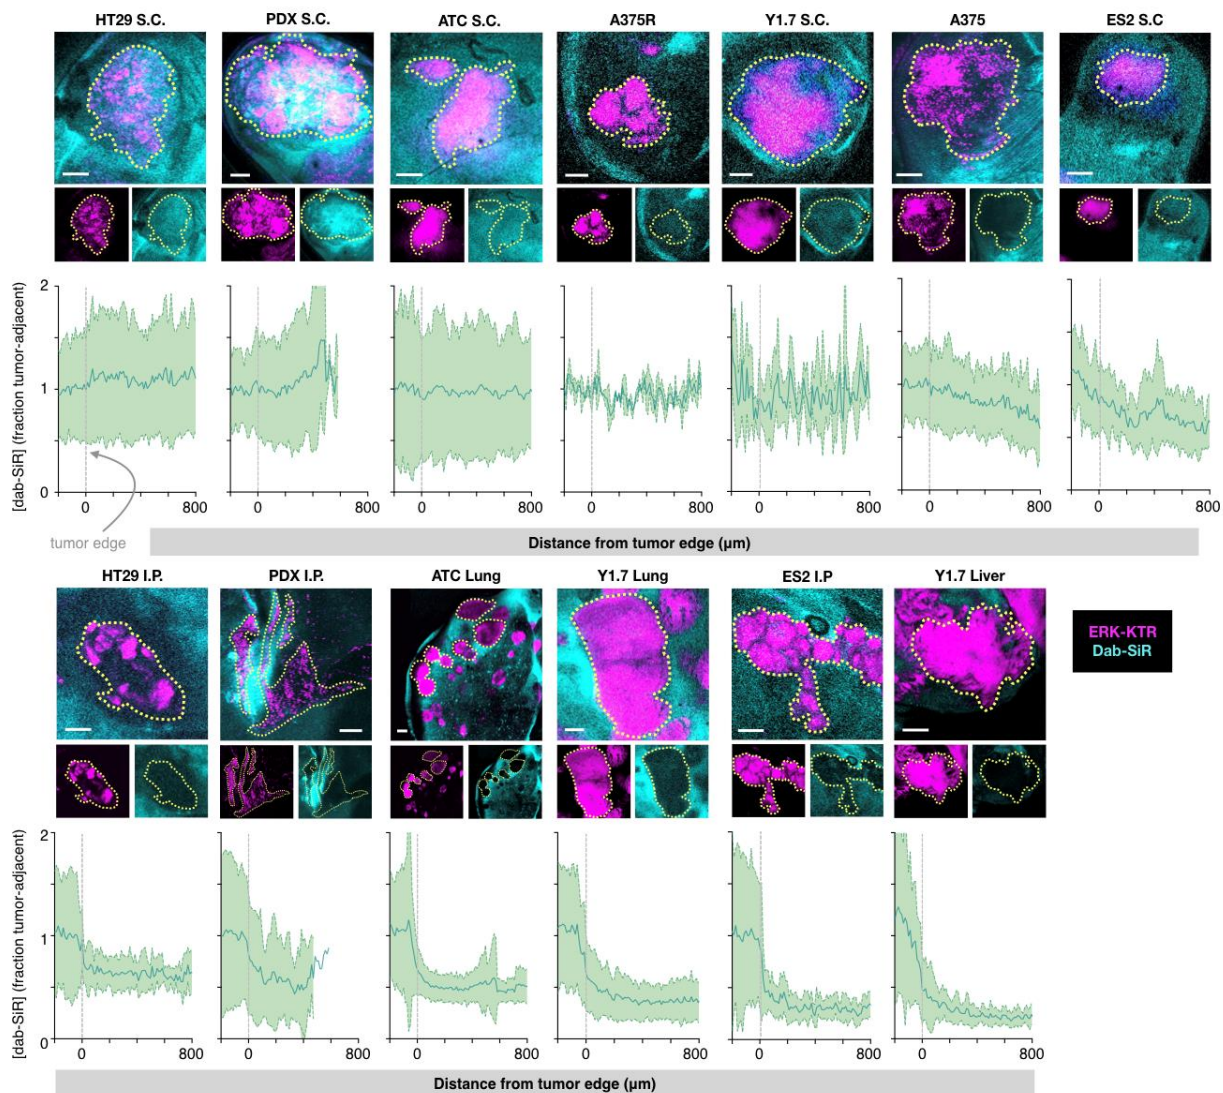 HT29 S.C. PDX S.C. ATC S.C. A375R Y1.7 S.C. A375 ES2 S.C
[dab-SiR] (fraction tumor-adjacent)
2
1
0
0 800 0 800 0 800 0 800 0 800 0 800 0 800
tumor edge
Distance from tumor edge (µm)
HT29 I.P. PDX I.P. ATC Lung Y1.7 Lung ES2 I.P Y1.7 Liver
ERK-KTR
Dab-SiR
[dab-SiR] (fraction tumor-adjacent)
2
1
0
0 800 0 800 0 800 0 800 0 800 0 800
Distance from tumor edge (µm)